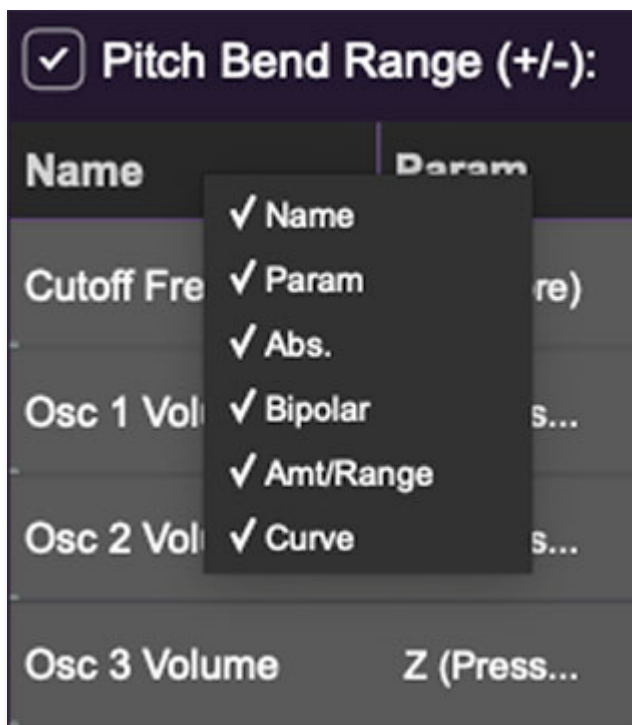 Pitch Bend Range (+/-):
Name Param
✓ Name
✓ Param
✓ Abs.
✓ Bipolar
✓ Amt/Range
✓ Curve
Cutoff Fre re)
Osc 1 Vol s...
Osc 2 Vol s...
Osc 3 Volume Z (Press...